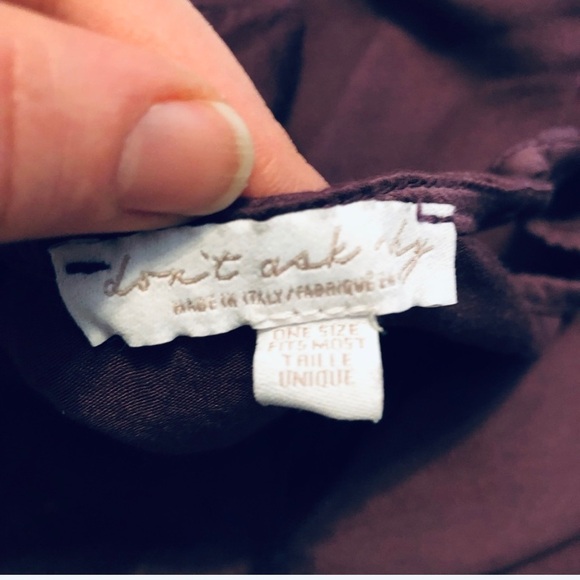 don't ask why
MADE IN ITALY/FABRIQUÉ EN
ONE SIZE
FITS MOST
TAILLE
UNIQUE